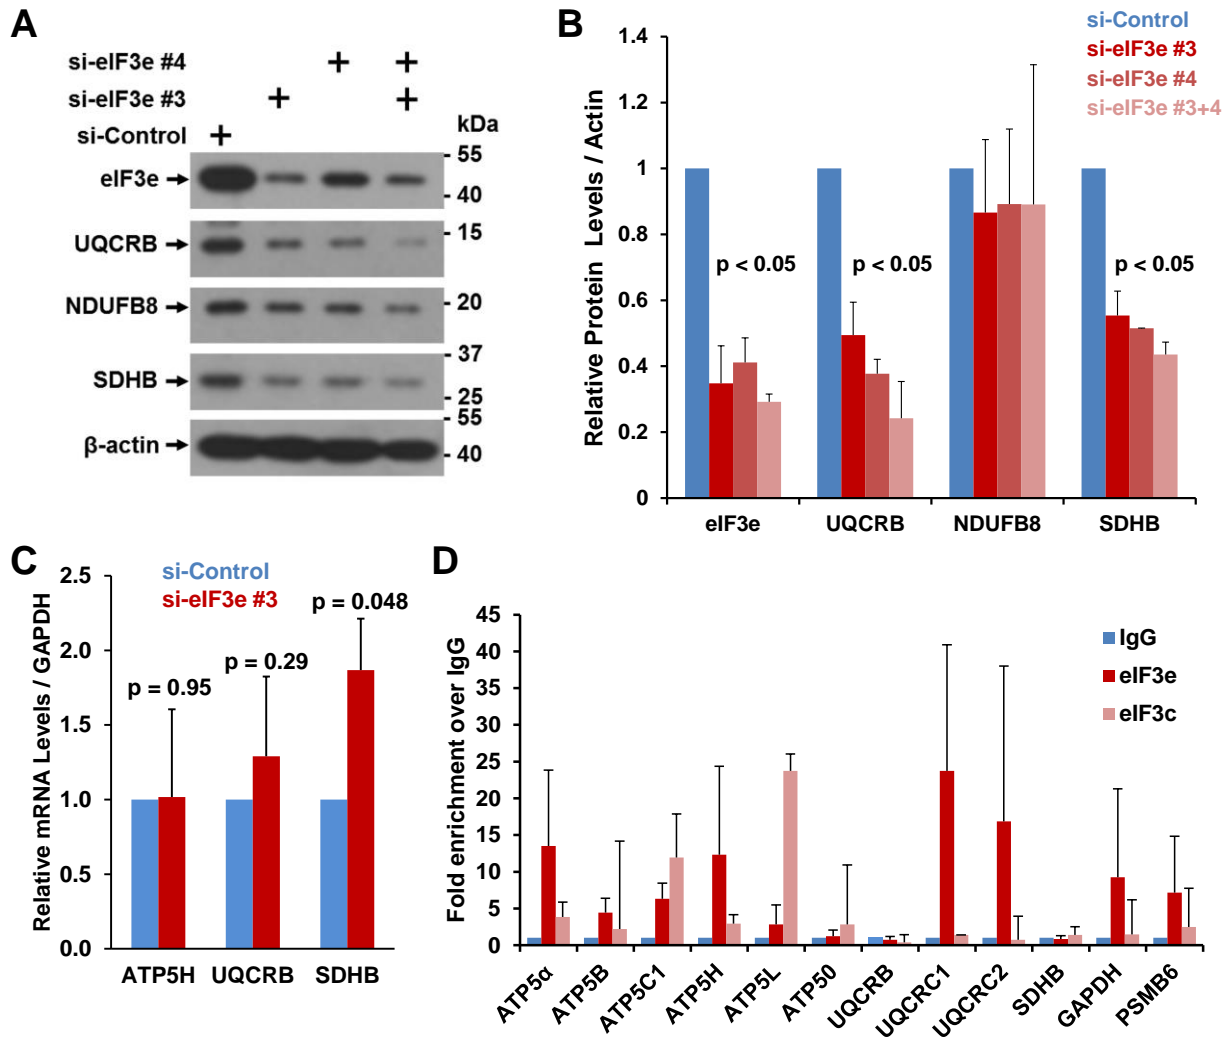 A
si-eIF3e #4 + +
si-eIF3e #3 + +
si-Control +
kDa
eIF3e
55
40
UQCRB
15
NDUFB8
20
SDHB
37
25
β-actin
55
40
B
si-Control
si-eIF3e #3
si-eIF3e #4
si-eIF3e #3+4
Relative Protein Levels / Actin
1.4
1.2
1
0.8
0.6
0.4
0.2
0
p < 0.05
p < 0.05
p < 0.05
eIF3e UQCRB NDUFB8 SDHB
C
si-Control
si-eIF3e #3
Relative mRNA Levels / GAPDH
2.5
2.0
1.5
1.0
0.5
0.0
p = 0.95
p = 0.29
p = 0.048
ATP5H UQCRB SDHB
D
IgG
eIF3e
eIF3c
Fold enrichment over IgG
45
40
35
30
25
20
15
10
5
0
ATP5α
ATP5B
ATP5C1
ATP5H
ATP5L
ATP50
UQCRB
UQCRC1
UQCRC2
SDHB
GAPDH
PSMB6